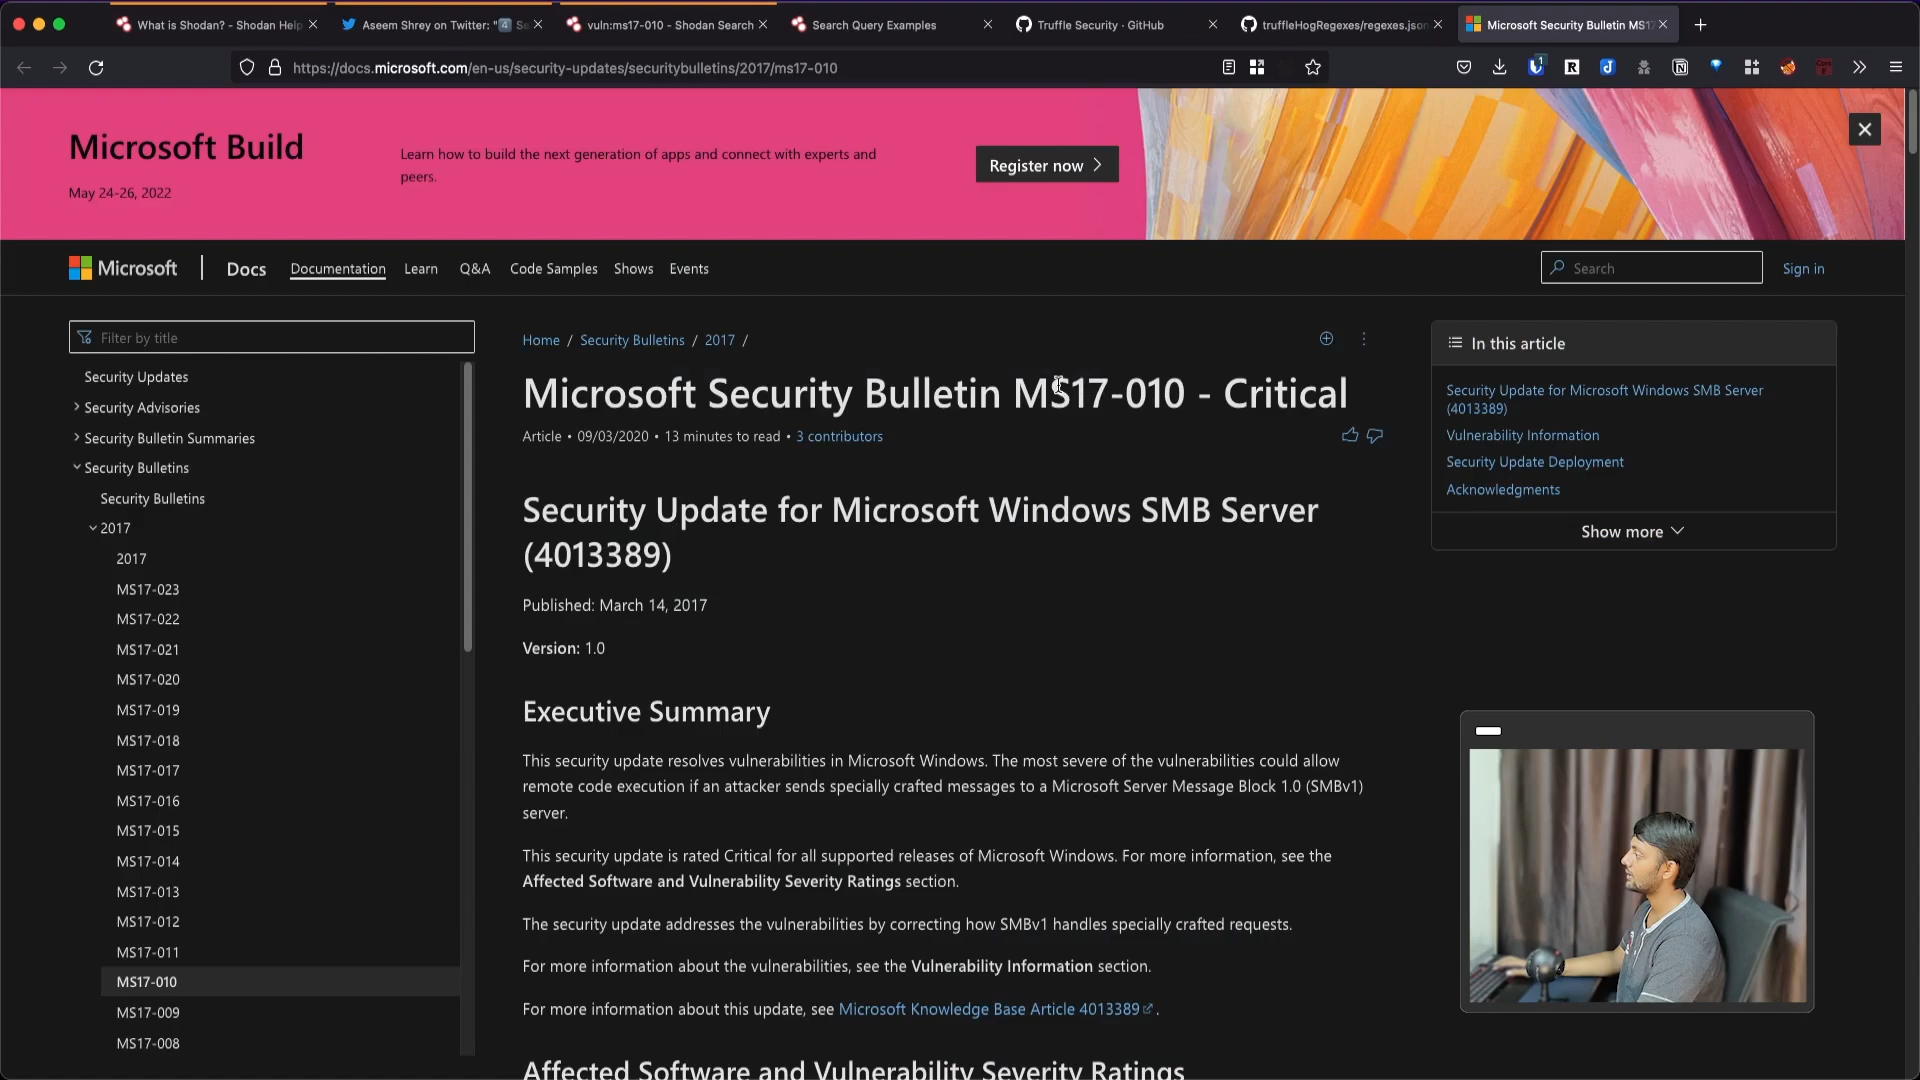 What is Shodan? - Shodan Help
Aseem Shrey on Twitter: "4️⃣ Se
vuln:ms17-010 - Shodan Search
Search Query Examples
Truffle Security · GitHub
truffleHogRegexes/regexes.json
Microsoft Security Bulletin MS17
https://docs.microsoft.com/en-us/security-updates/securitybulletins/2017/ms17-010
Microsoft Build
May 24-26, 2022
Learn how to build the next generation of apps and connect with experts and
peers.
Register now
Microsoft
Docs
Documentation
Learn
Q&A
Code Samples
Shows
Events
Search
Sign in
Filter by title
Security Updates
Security Advisories
Security Bulletin Summaries
Security Bulletins
Security Bulletins
2017
2017
MS17-023
MS17-022
MS17-021
MS17-020
MS17-019
MS17-018
MS17-017
MS17-016
MS17-015
MS17-014
MS17-013
MS17-012
MS17-011
MS17-010
MS17-009
MS17-008
Home / Security Bulletins / 2017 /
Microsoft Security Bulletin MS17-010 - Critical
Article • 09/03/2020 • 13 minutes to read • 3 contributors
Security Update for Microsoft Windows SMB Server
(4013389)
Published: March 14, 2017
Version: 1.0
Executive Summary
This security update resolves vulnerabilities in Microsoft Windows. The most severe of the vulnerabilities could allow
remote code execution if an attacker sends specially crafted messages to a Microsoft Server Message Block 1.0 (SMBv1)
server.
This security update is rated Critical for all supported releases of Microsoft Windows. For more information, see the
Affected Software and Vulnerability Severity Ratings section.
The security update addresses the vulnerabilities by correcting how SMBv1 handles specially crafted requests.
For more information about the vulnerabilities, see the Vulnerability Information section.
For more information about this update, see Microsoft Knowledge Base Article 4013389 .
Affected Software and Vulnerability Severity Ratings
In this article
Security Update for Microsoft Windows SMB Server
(4013389)
Vulnerability Information
Security Update Deployment
Acknowledgments
Show more